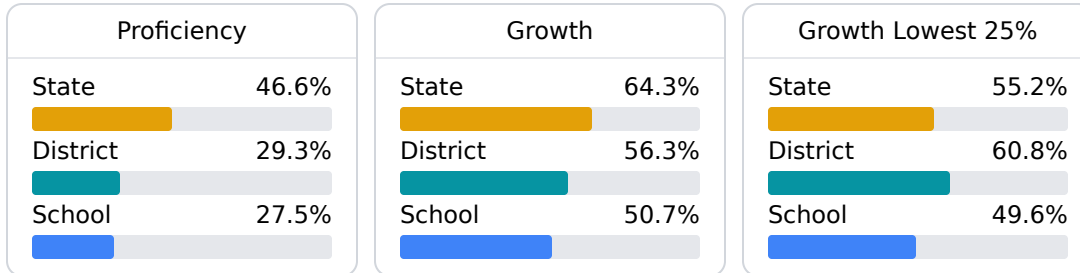 Proficiency
State 46.6%
District 29.3%
School 27.5%
Growth
State 64.3%
District 56.3%
School 50.7%
Growth Lowest 25%
State 55.2%
District 60.8%
School 49.6%